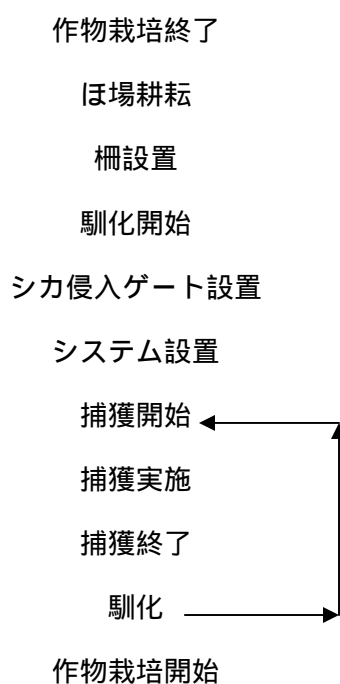 作物栽培終了
ほ場耕耘
柵設置
馴化開始
シカ侵入ゲート設置
システム設置
捕獲開始
捕獲実施
捕獲終了
馴化
作物栽培開始